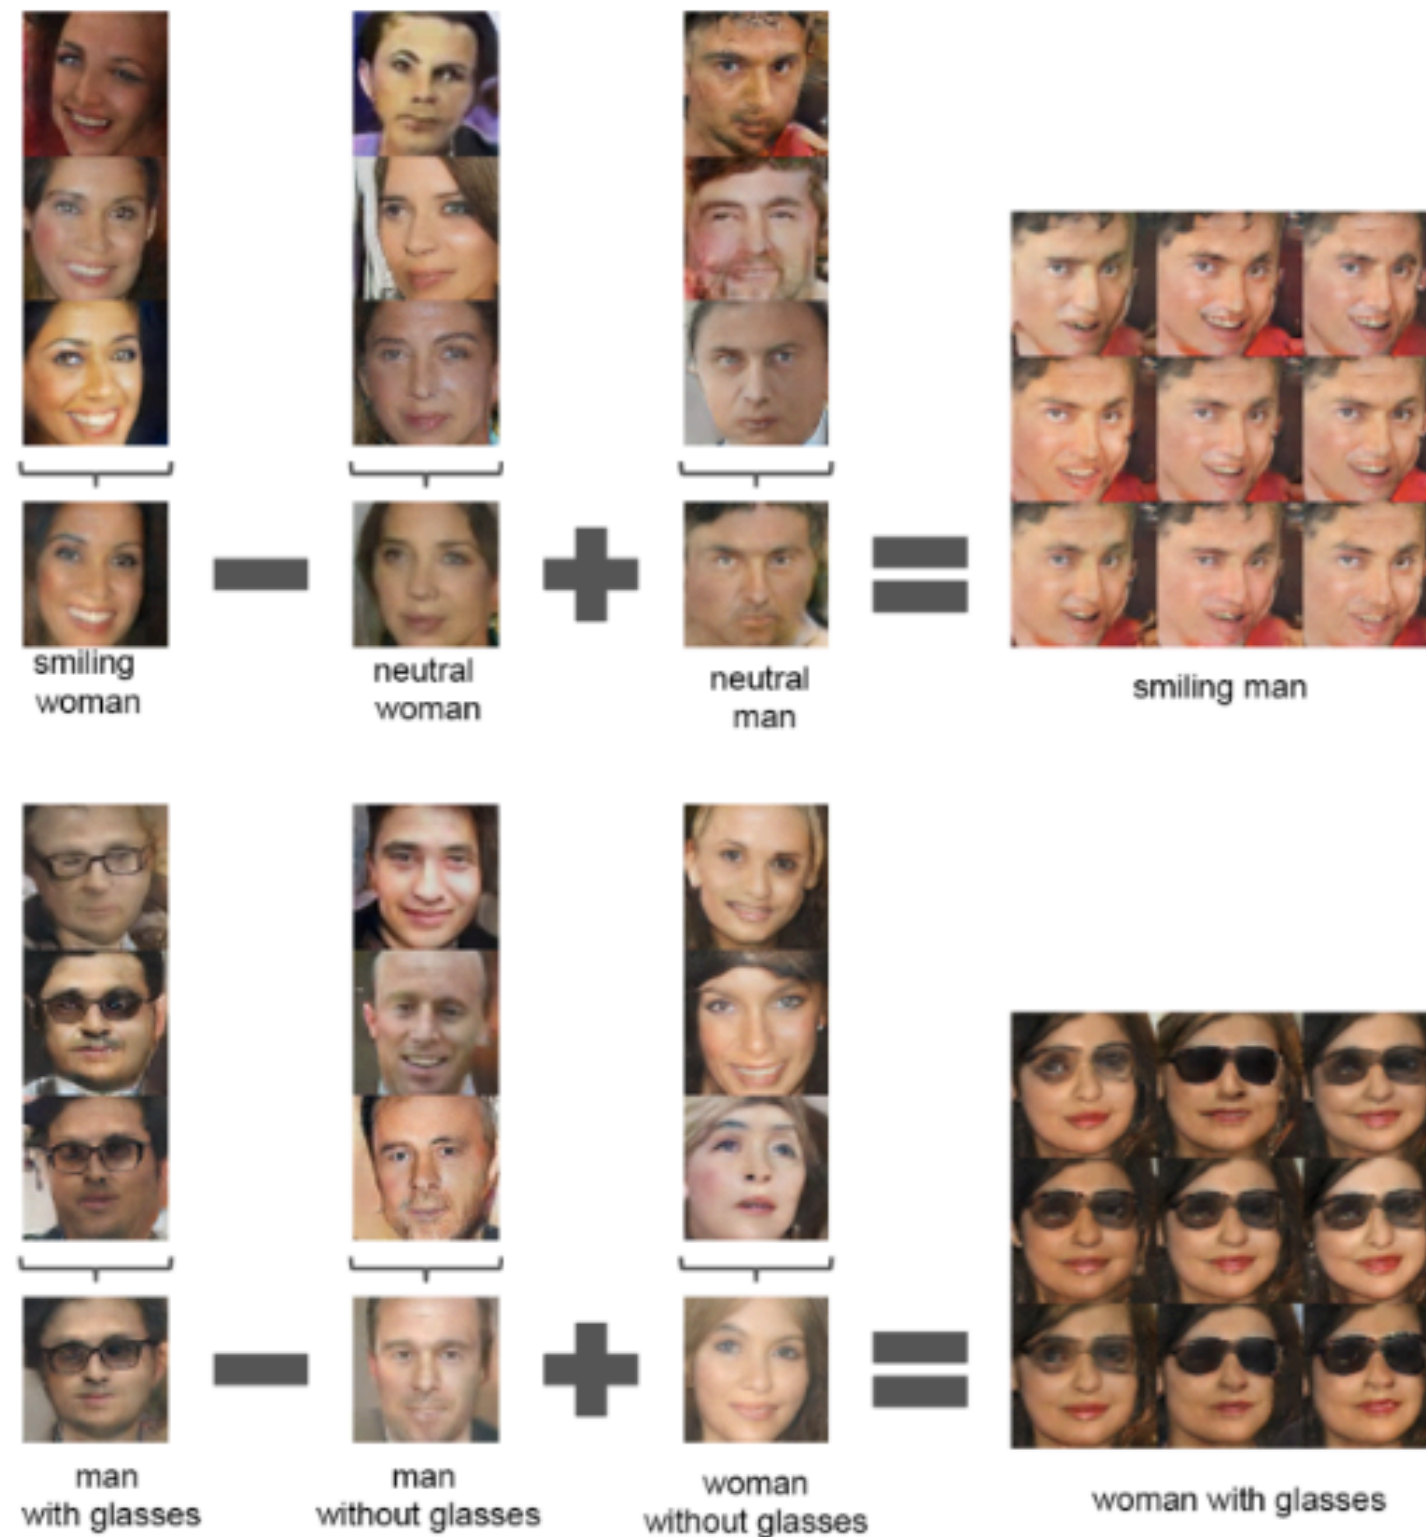 smiling
woman
neutral
woman
neutral
man
smiling man
man
with glasses
man
without glasses
woman
without glasses
woman with glasses